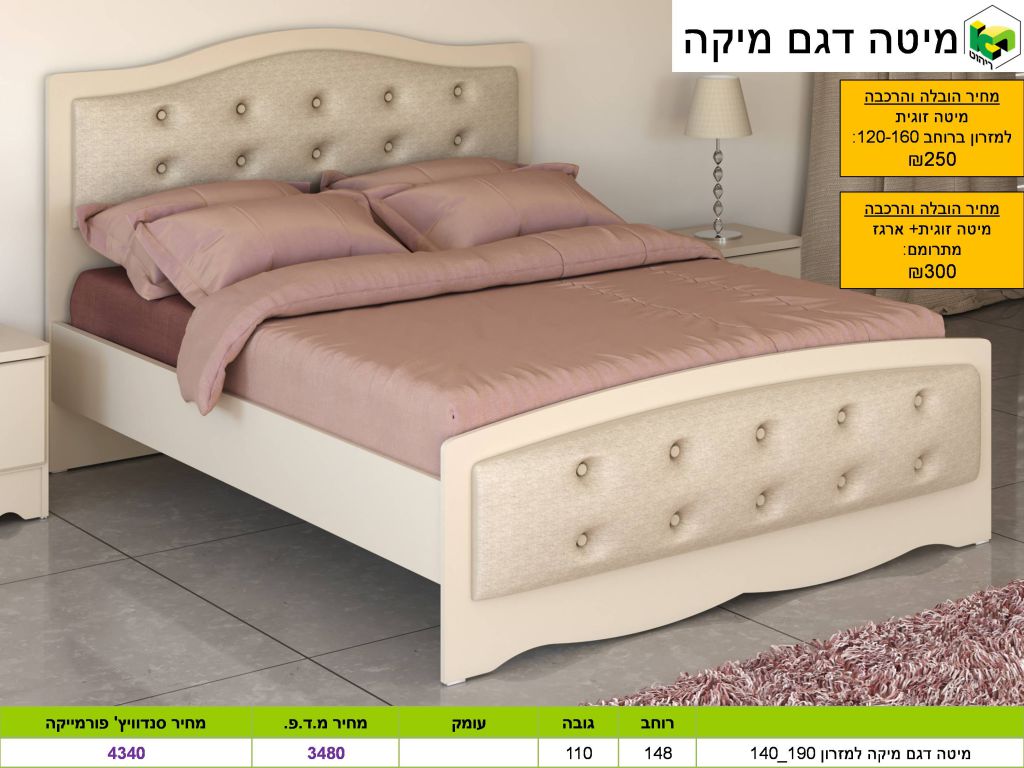 מיטה דגם מיקה
ריהוט
מחיר הובלה והרכבה
מיטה זוגית
למזרון ברוחב 120-160:
250₪
מחיר הובלה והרכבה
מיטה זוגית+ ארגז
מתרומם:
300₪
רוחב גובה עומק מחיר מ.ד.פ. מחיר סנדוויץ' פורמייקה
מיטה דגם מיקה למזרון 190_140 148 110 3480 4340